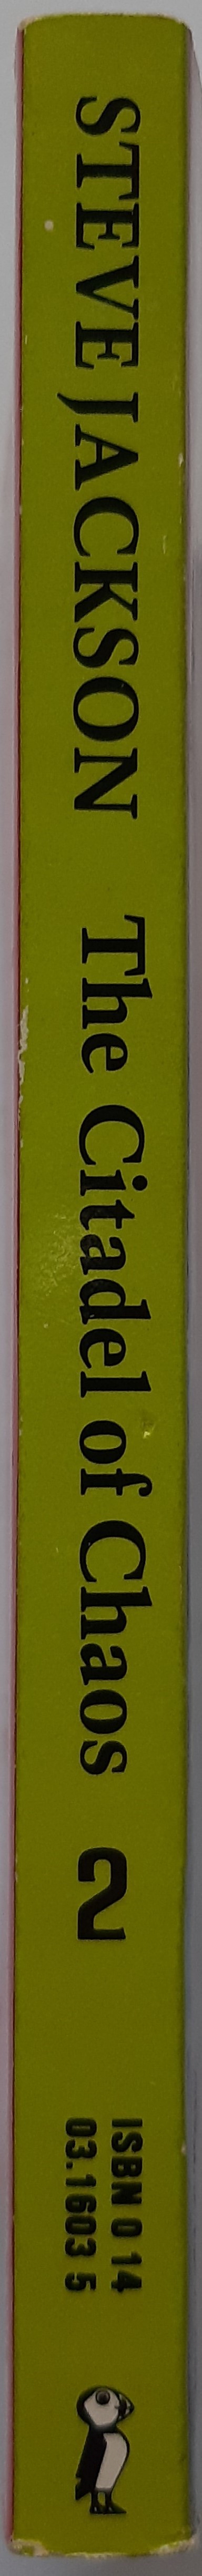 STEVE JACKSON The Citadel of Chaos 2
ISBN 0 14
03.1603 5